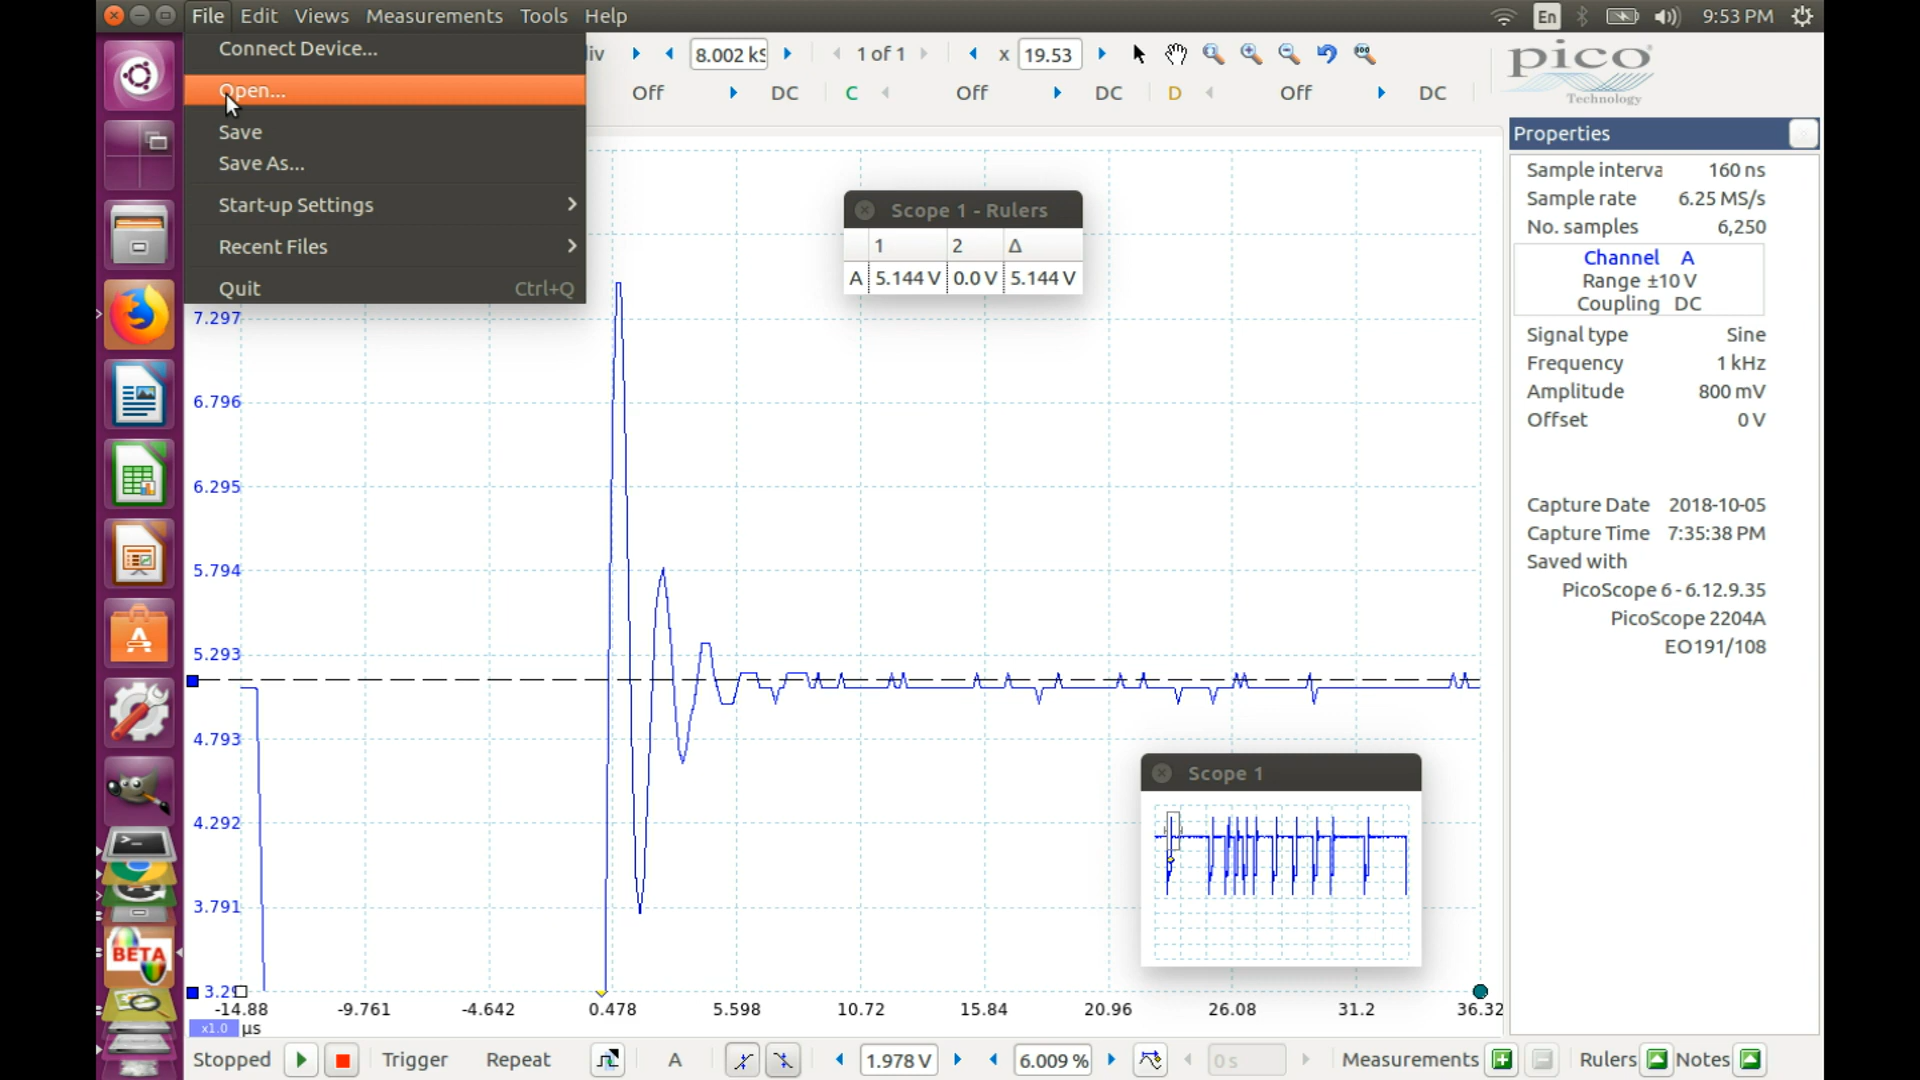 File Edit Views Measurements Tools Help
En 9:53 PM
Connect Device...
Open...
Save
Save As...
Start-up Settings
Recent Files
Quit Ctrl+Q
8.002 kS 1 of 1 x 19.53
Off DC C Off DC D Off DC
pico
Technology
Properties
Sample interva 160 ns
Sample rate 6.25 MS/s
No. samples 6,250
Channel A
Range ±10 V
Coupling DC
Signal type Sine
Frequency 1 kHz
Amplitude 800 mV
Offset 0 V
Capture Date 2018-10-05
Capture Time 7:35:38 PM
Saved with
PicoScope 6 - 6.12.9.35
PicoScope 2204A
EO191/108
Scope 1 - Rulers
1 2 Δ
A 5.144 V 0.0 V 5.144 V
7.297
6.796
6.295
5.794
5.293
4.793
4.292
3.791
3.29
Scope 1
BETA
-14.88 -9.761 -4.642 0.478 5.598 10.72 15.84 20.96 26.08 31.2 36.32
x1.0 µs
Stopped Trigger Repeat A 1.978 V 6.009 % 0 s Measurements Rulers Notes